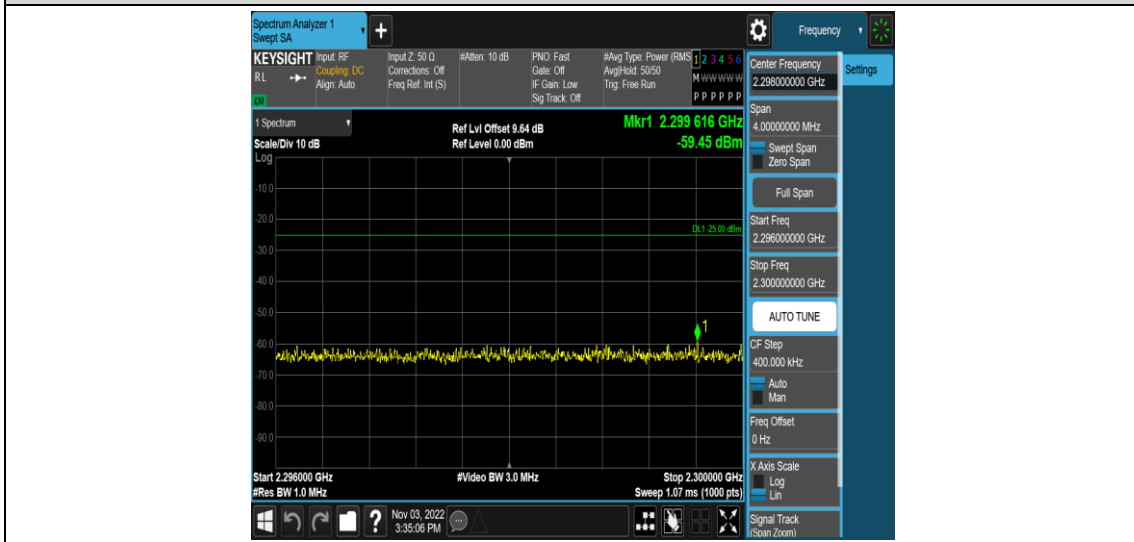 Spectrum Analyzer 1
Swept SA
+
Frequency
KEYSIGHT
RL
LXI
Input: RF
Coupling: DC
Align: Auto
Input Z: 50 Ω
Corrections: Off
Freq Ref: Int (S)
#Atten: 10 dB
PNO: Fast
Gate: Off
IF Gain: Low
Sig Track: Off
#Avg Type: Power (RMS
Avg|Hold: 50/50
Trig: Free Run
1 2 3 4 5 6
M W W W W W
P P P P P P
1 Spectrum
Scale/Div 10 dB
Log
Ref Lvl Offset 9.64 dB
Ref Level 0.00 dBm
Mkr1 2.299 616 GHz
-59.45 dBm
-10.0
-20.0
DL1 -25.00 dBm
-30.0
-40.0
-50.0
1
-60.0
-70.0
-80.0
-90.0
Start 2.296000 GHz
#Res BW 1.0 MHz
#Video BW 3.0 MHz
Stop 2.300000 GHz
Sweep 1.07 ms (1000 pts)
?
Nov 03, 2022
3:35:06 PM
Center Frequency
2.298000000 GHz
Settings
Span
4.00000000 MHz
Swept Span
Zero Span
Full Span
Start Freq
2.296000000 GHz
Stop Freq
2.300000000 GHz
AUTO TUNE
CF Step
400.000 kHz
Auto
Man
Freq Offset
0 Hz
X Axis Scale
Log
Lin
Signal Track
(Span Zoom)